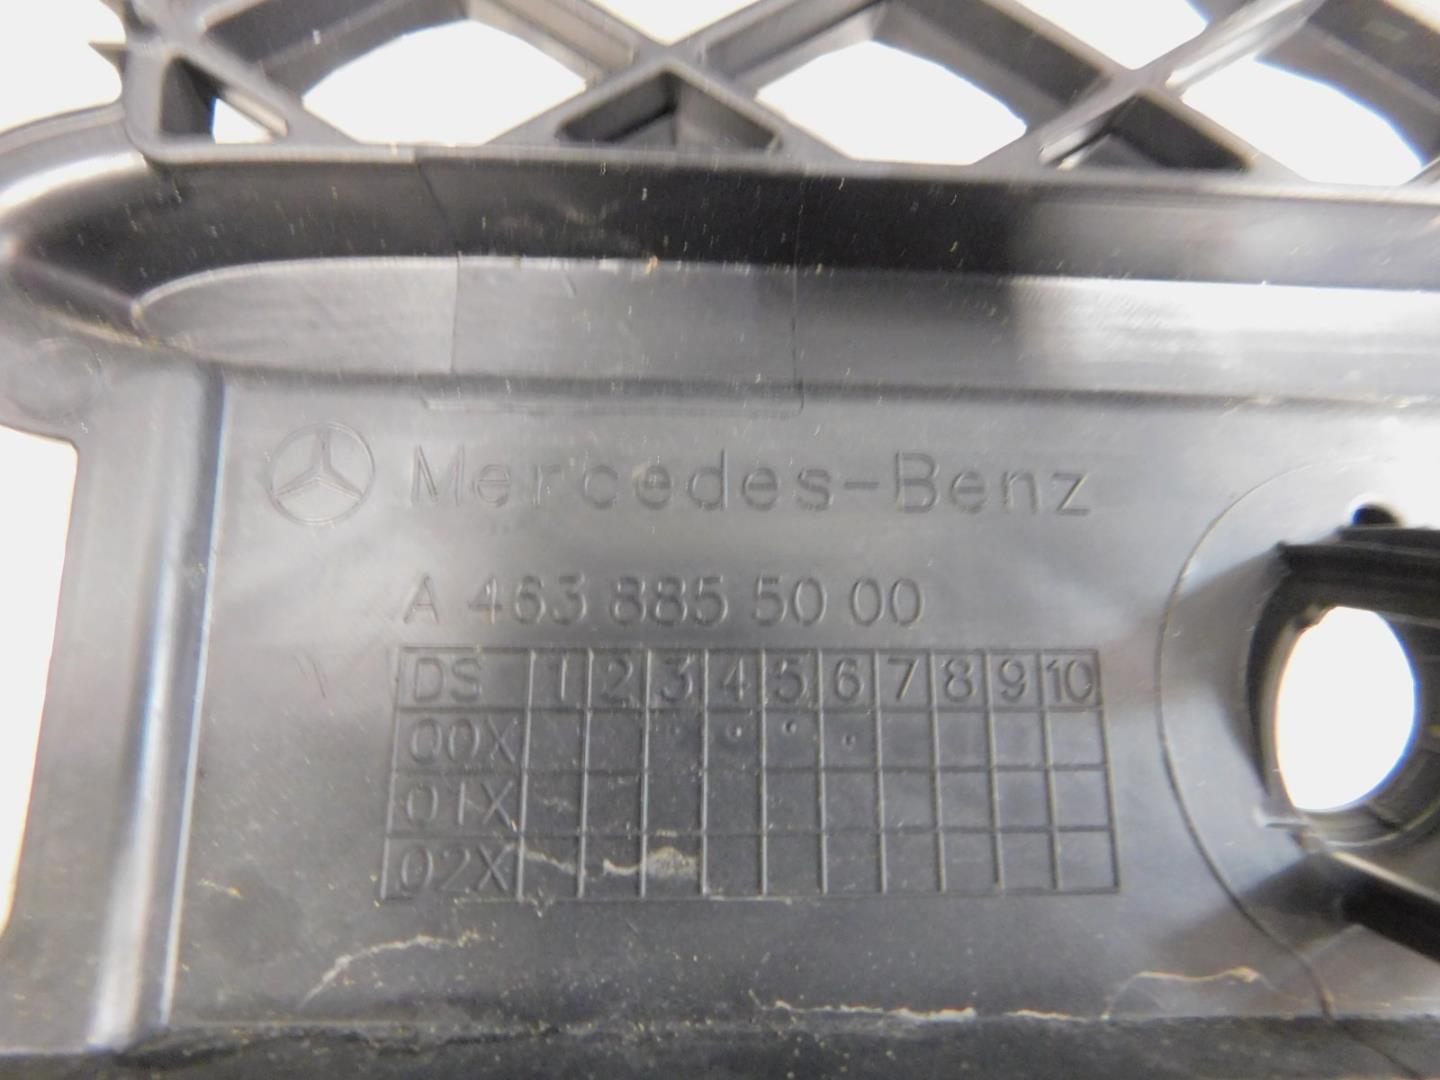 Mercedes-Benz
A 463 885 50 00
DS 1 2 3 4 5 6 7 8 9 10
00X
01X
02X